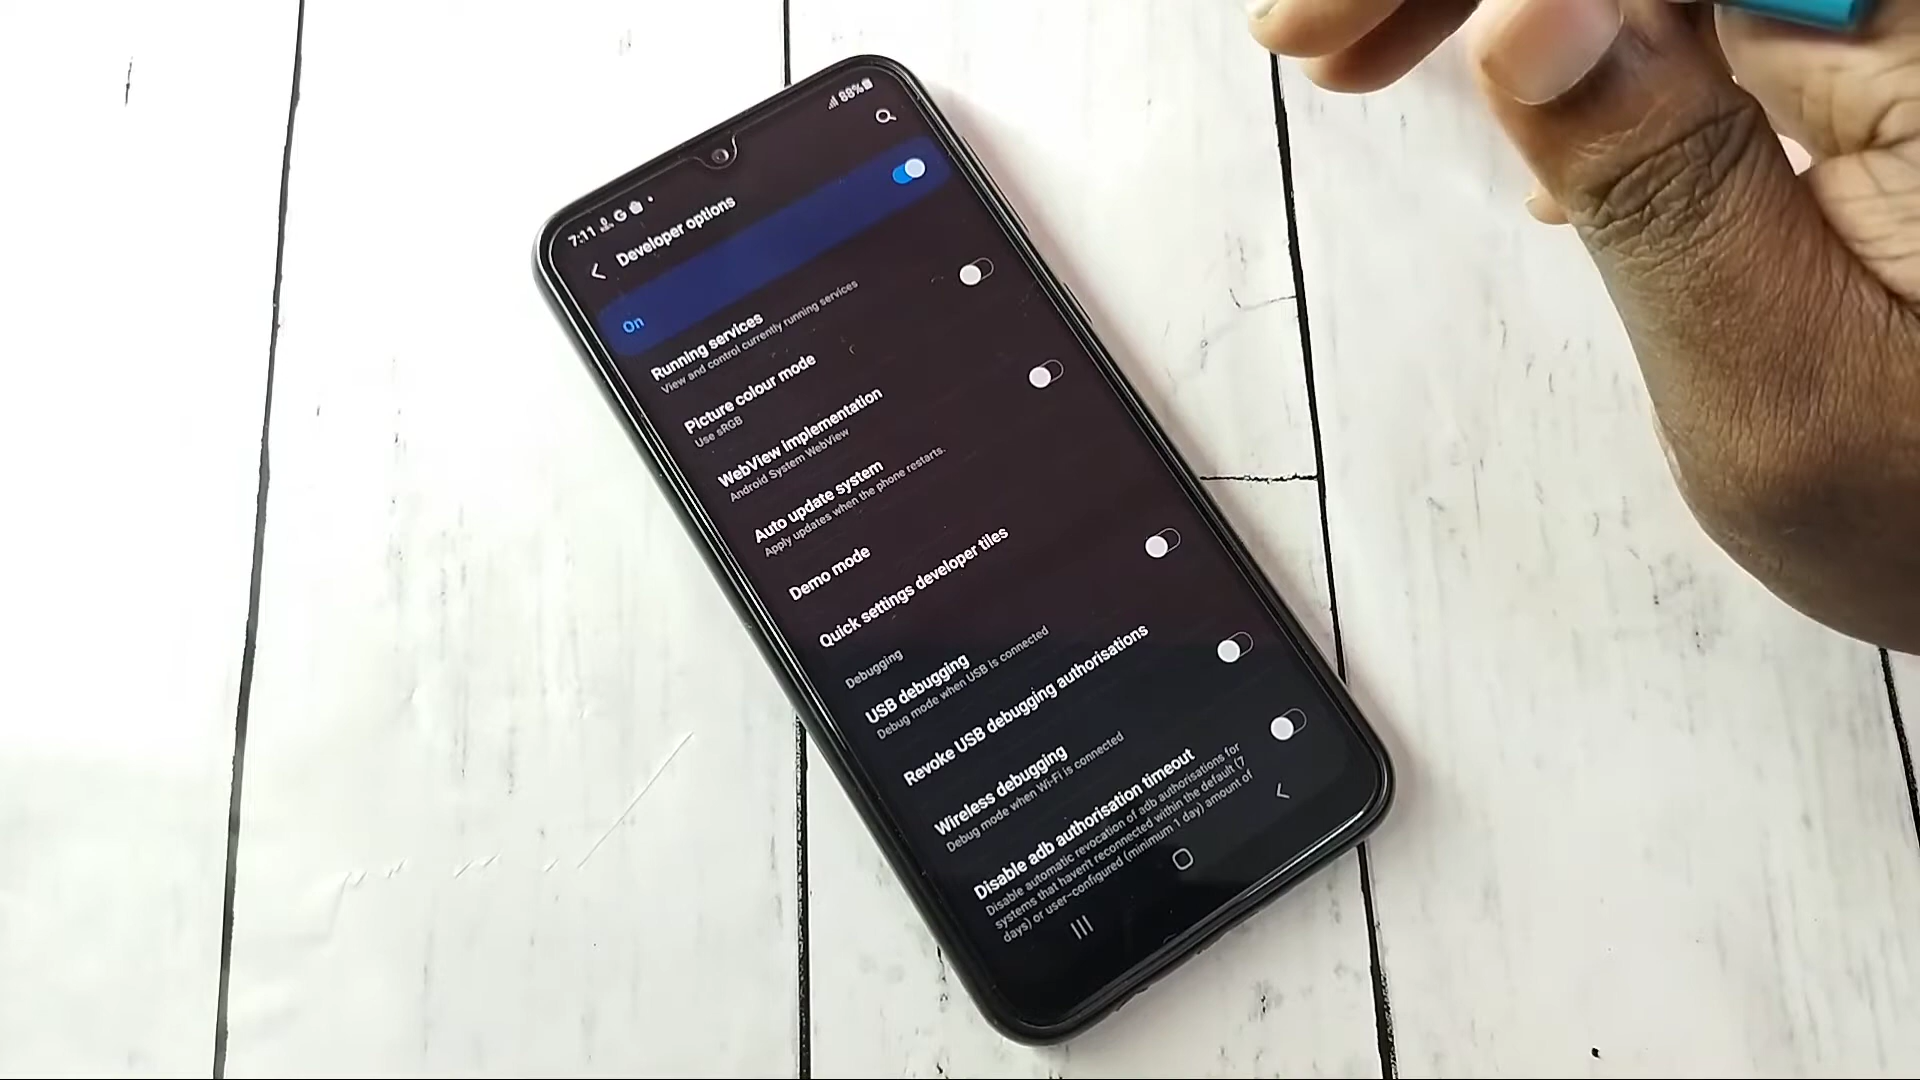 7:11 G
88%
Developer options
On
Running services
View and control currently running services
Picture colour mode
Use sRGB
WebView implementation
Android System WebView
Auto update system
Apply updates when the phone restarts.
Demo mode
Quick settings developer tiles
Debugging
USB debugging
Debug mode when USB is connected
Revoke USB debugging authorisations
Wireless debugging
Debug mode when Wi-Fi is connected
Disable adb authorisation timeout
Disable automatic revocation of adb authorisations for
systems that haven't reconnected within the default (7
days) or user-configured (minimum 1 day) amount of